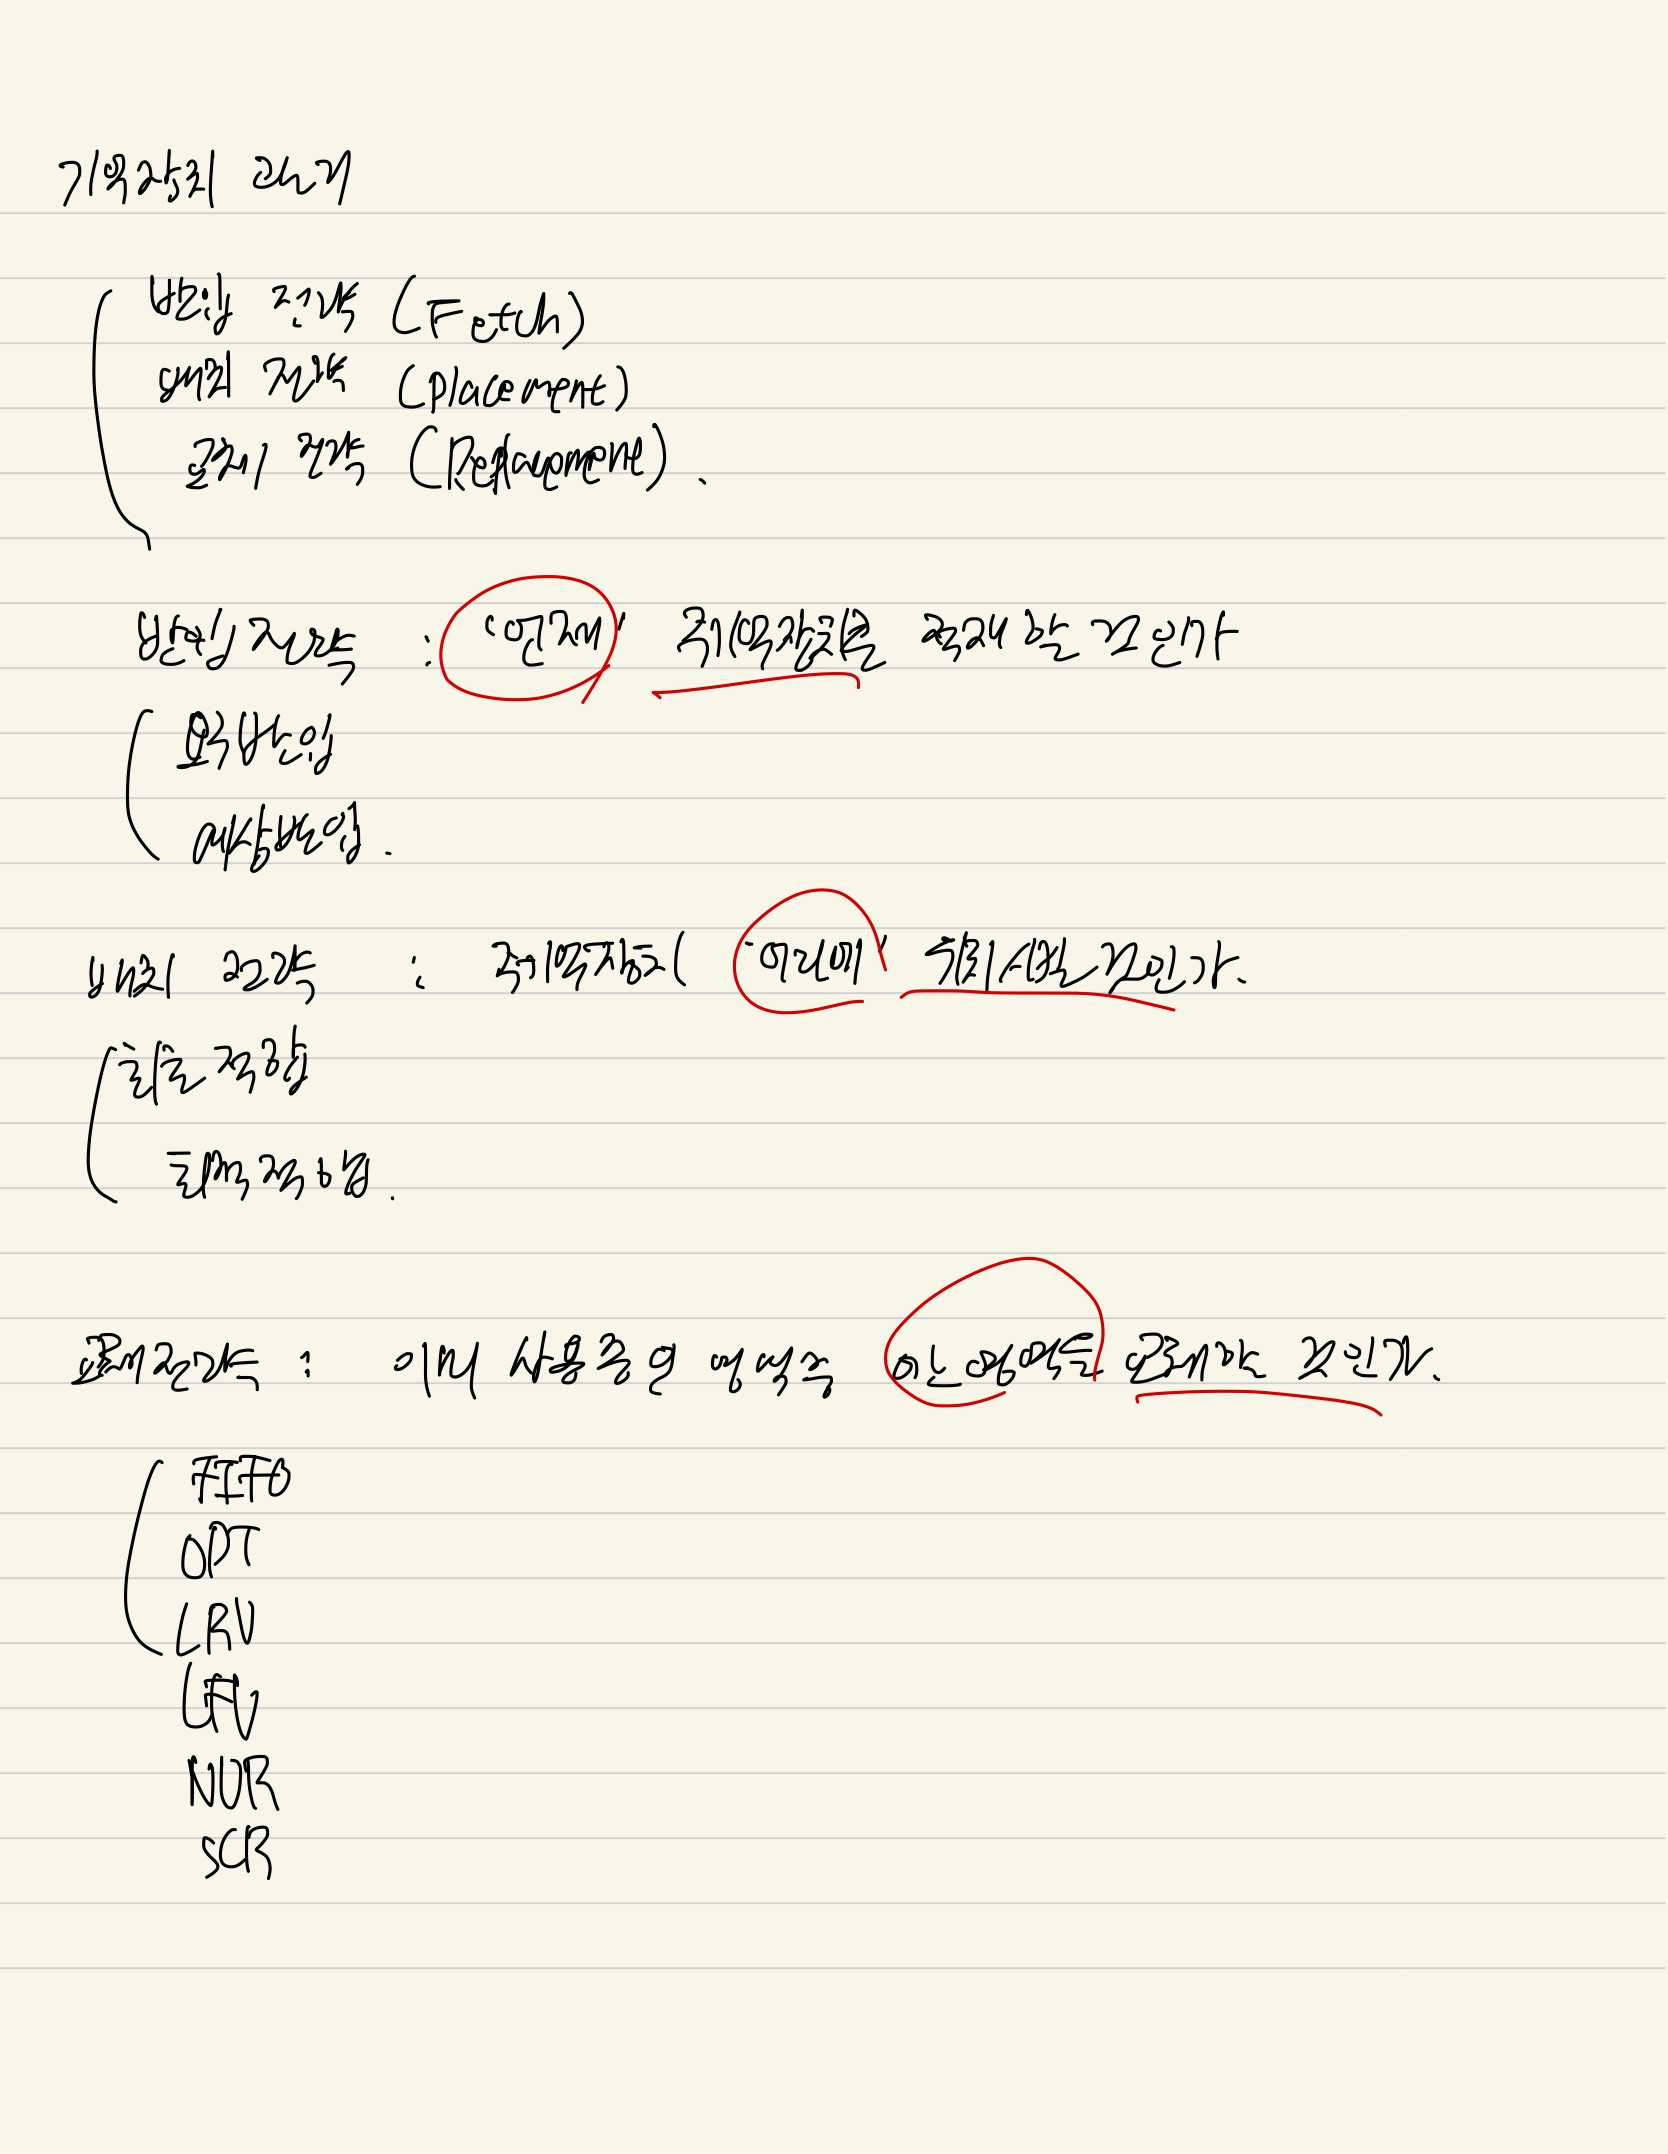 기억장치 관리
반입 전략 (Fetch)
배치 전략 (Placement)
교체 전략 (Replacement).
반입 전략 : '언제' 주기억장치를 적재 할 것인가
요구반입
예상반입.
배치 전략 : 주기억장치 '어디에' 위치 시킬 것인가.
최초 적합
최적 적합.
교체전략 : 이미 사용중인 영역중 어느 영역을 교체할 것인가.
FIFO
OPT
LRU
LFU
NUR
SCR